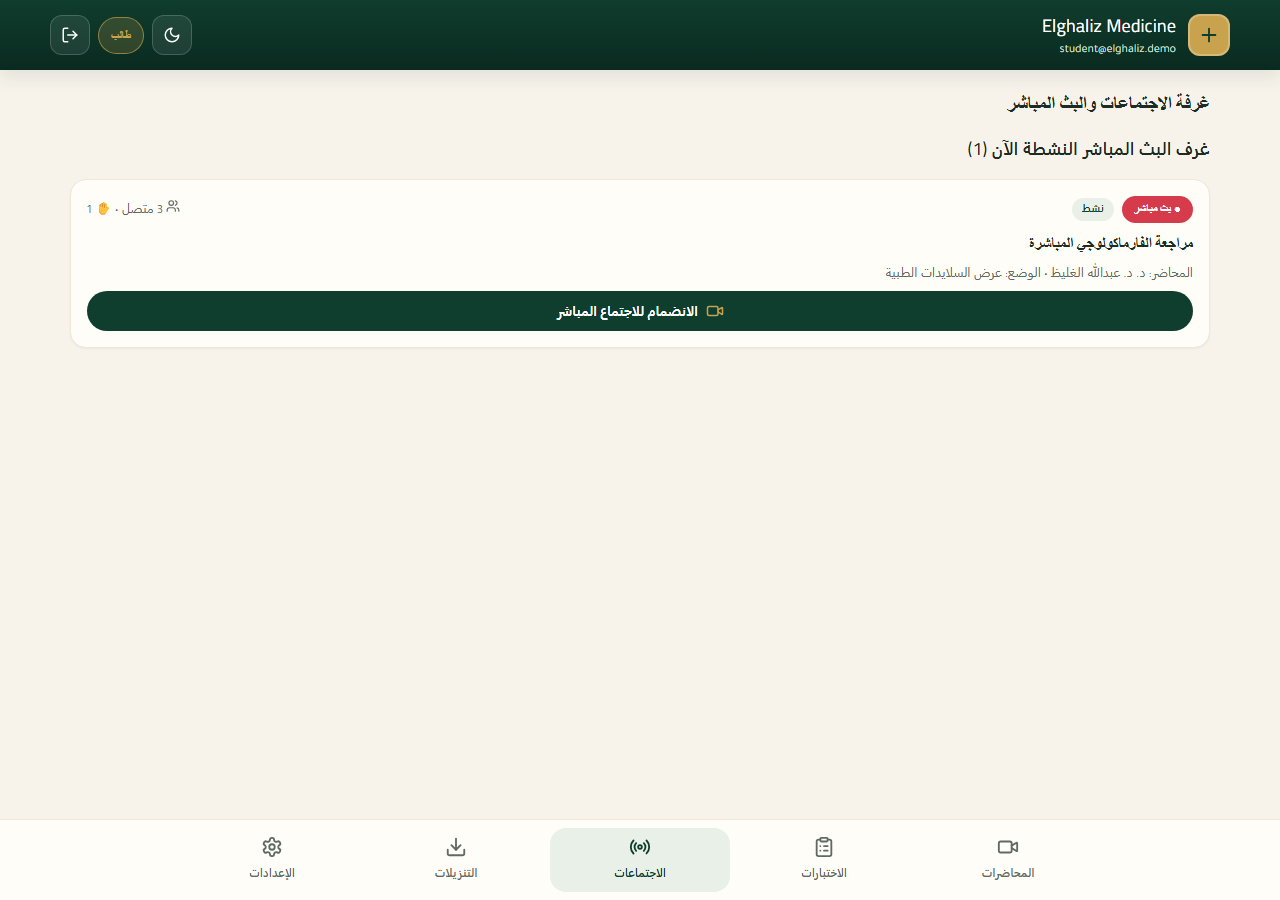 Elghaliz Medicine
student@elghaliz.demo
طالب
غرفة الاجتماعات والبث المباشر
غرف البث المباشر النشطة الآن (1)
● بث مباشر
نشط
3 متصل · ✋ 1
مراجعة الفارماكولوجي المباشرة
المحاضر: د. د. عبدالله الغليظ · الوضع: عرض السلايدات الطبية
الانضمام للاجتماع المباشر
المحاضرات
الاختبارات
الاجتماعات
التنزيلات
الإعدادات